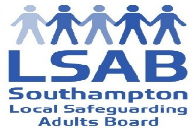 LSAB
Southampton
Local Safeguarding
Adults Board